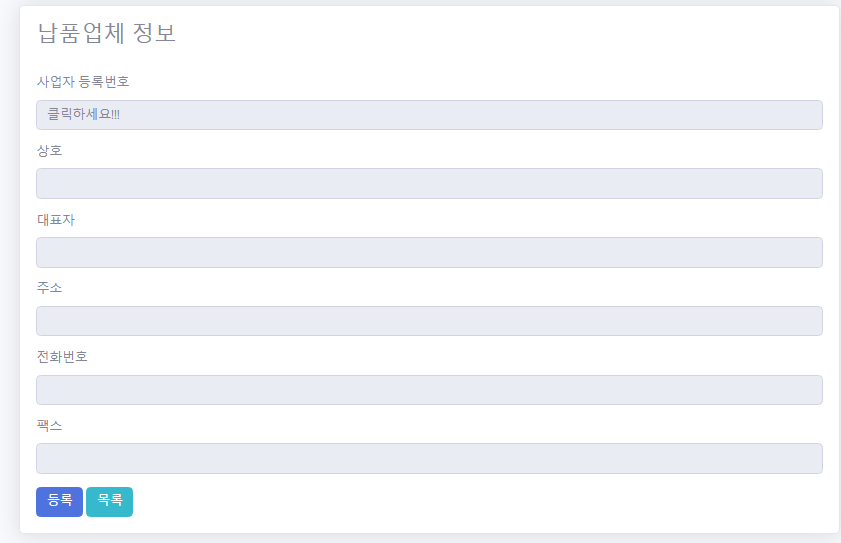 납품업체 정보
사업자 등록번호
클릭하세요!!!
상호
대표자
주소
전화번호
팩스
등록 목록